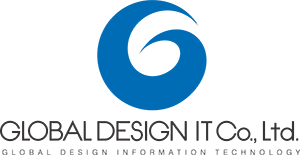 GLOBAL DESIGN IT Co., Ltd.
GLOBAL DESIGN INFORMATION TECHNOLOGY